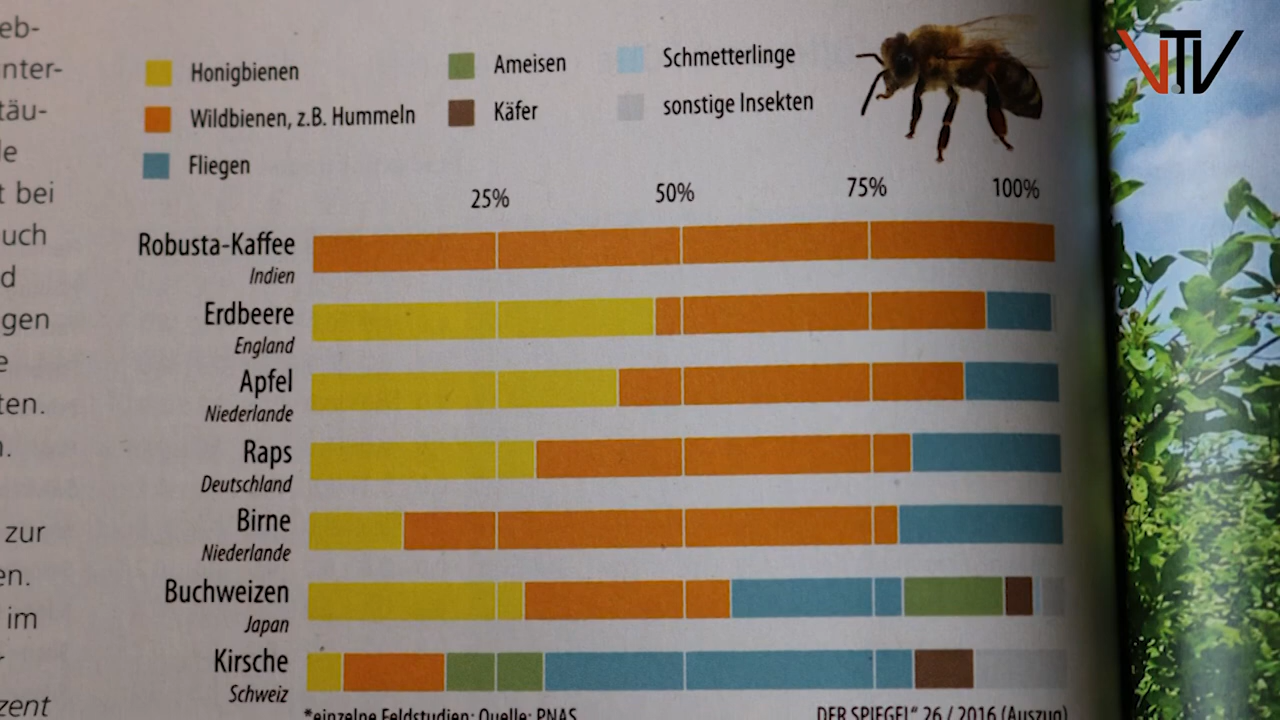 Honigbienen
Wildbienen, z.B. Hummeln
Fliegen
Ameisen
Käfer
Schmetterlinge
sonstige Insekten
VITV
25% 50% 75% 100%
Robusta-Kaffee
Indien
Erdbeere
England
Apfel
Niederlande
Raps
Deutschland
Birne
Niederlande
Buchweizen
Japan
Kirsche
Schweiz
*einzelne Feldstudien; Quelle: PNAS
DER SPIEGEL" 26 / 2016 (Auszug)
eb-
nter-
täu-
t bei
uch
d
gen
e
ten.
zur
en.
im
zent